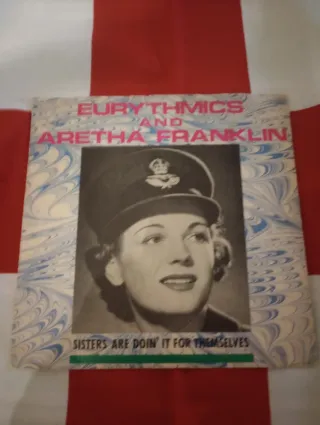 EURYTHMICS
AND
ARETHA FRANKLIN
SISTERS ARE DOIN' IT FOR THEMSELVES